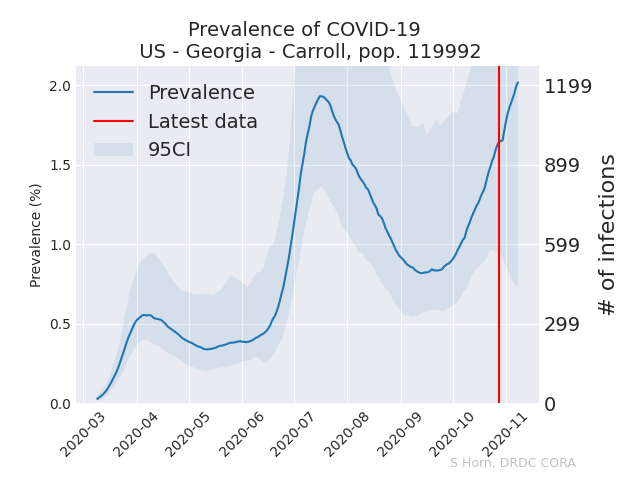 Prevalence of COVID-19
US - Georgia - Carroll, pop. 119992
Prevalence
Latest data
95CI
Prevalence (%)
2.0
1.5
1.0
0.5
0.0
1199
899
599
299
0
# of infections
2020-03
2020-04
2020-05
2020-06
2020-07
2020-08
2020-09
2020-10
2020-11
S Horn, DRDC CORA